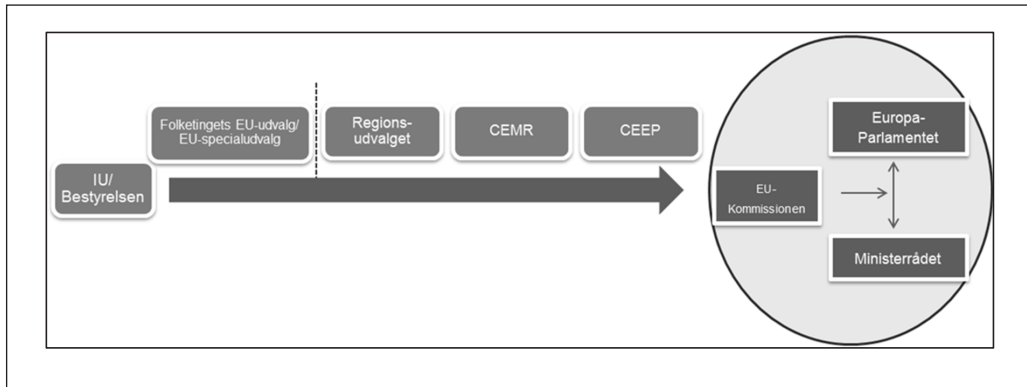 IU/
Bestyrelsen
Folketingets EU-udvalg/
EU-specialudvalg
Regions-
udvalget
CEMR
CEEP
EU-
Kommissionen
Europa-
Parlamentet
Ministerrådet